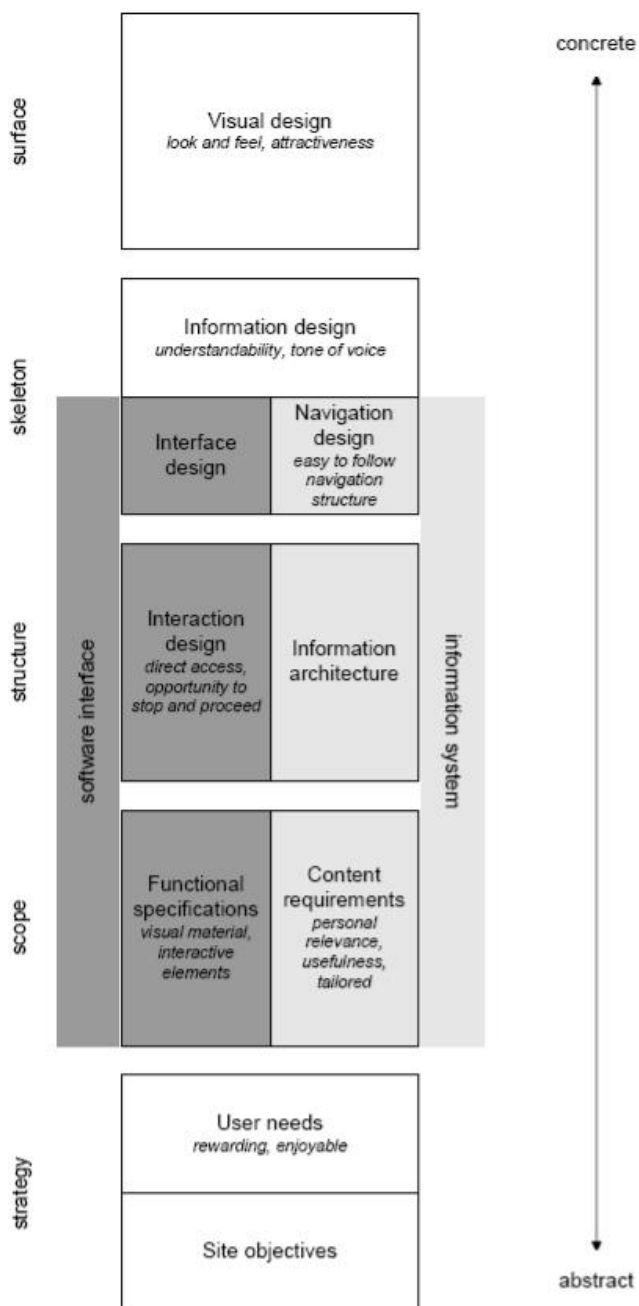 concrete
surface
Visual design
look and feel, attractiveness
skeleton
Information design
understandability, tone of voice
Interface
design
Navigation
design
easy to follow
navigation
structure
software interface
information system
structure
Interaction
design
direct access,
opportunity to
stop and proceed
Information
architecture
scope
Functional
specifications
visual material,
interactive
elements
Content
requirements
personal
relevance,
usefulness,
tailored
strategy
User needs
rewarding, enjoyable
Site objectives
abstract